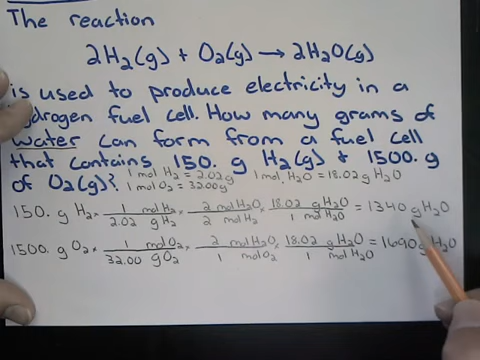 The reaction
2H₂(g) + O₂(g) → 2H₂O(g)
is used to produce electricity in a
hydrogen fuel cell. How many grams of
water can form from a fuel cell
that contains 150. g H₂(g) + 1500. g
of O₂(g)? 1 mol H₂ = 2.02g 1 mol H₂O = 18.02 g H₂O
1 mol O₂ = 32.00g
150. g H₂ × 1 mol H₂ / 2.02 g H₂ × 2 mol H₂O / 2 mol H₂ × 18.02 g H₂O / 1 mol H₂O = 1340 g H₂O
1500. g O₂ × 1 mol O₂ / 32.00 g O₂ × 2 mol H₂O / 1 mol O₂ × 18.02 g H₂O / 1 mol H₂O = 1690 g H₂O